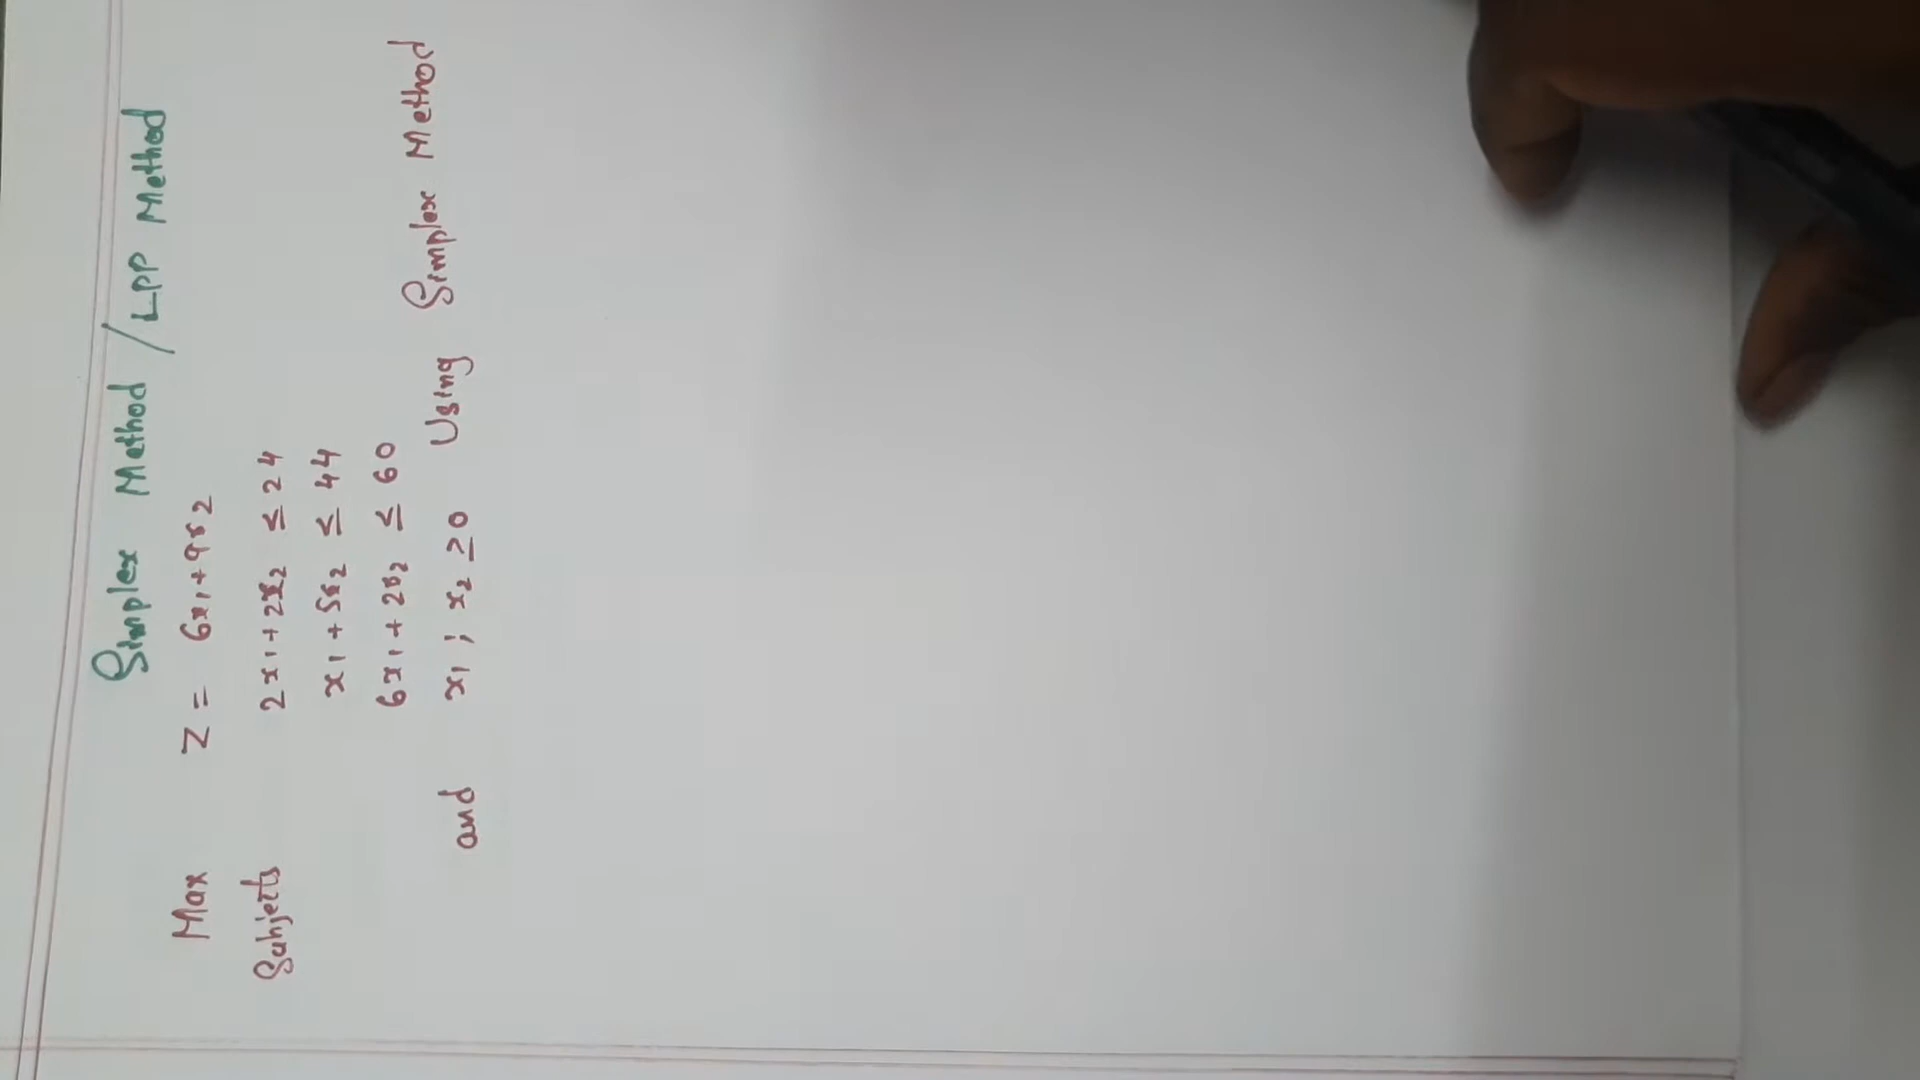 Simplex Method / LPP Method
Max Z = 6x₁+9x₂
Subjects 2x₁+2x₂ ≤ 24
x₁+5x₂ ≤ 44
6x₁+2x₂ ≤ 60
and x₁; x₂ ≥0 Using Simplex Method